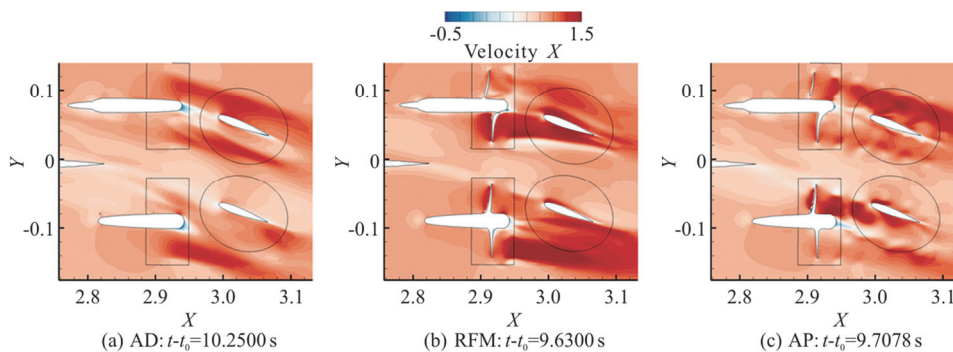 -0.5 1.5
Velocity X
Y 0.1 0 -0.1
2.8 2.9 3.0 3.1
X
(a) AD: t-t0=10.2500 s
Y 0.1 0 -0.1
2.8 2.9 3.0 3.1
X
(b) RFM: t-t0=9.6300 s
Y 0.1 0 -0.1
2.8 2.9 3.0 3.1
X
(c) AP: t-t0=9.7078 s